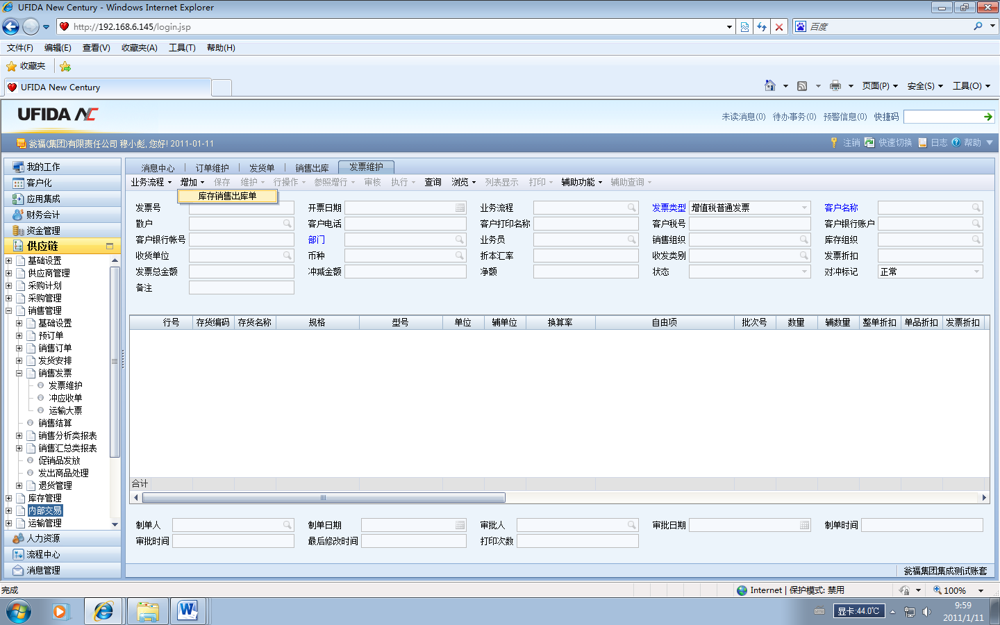 UFIDA New Century - Windows Internet Explorer
http://192.168.6.145/login.jsp
百度
文件(F) 编辑(E) 查看(V) 收藏夹(A) 工具(T) 帮助(H)
收藏夹
UFIDA New Century
页面(P) 安全(S) 工具(O)
UFIDA NC
未读消息(0) 待办事务(0) 预警信息(0) 快捷码
瓮福(集团)有限责任公司 穆小彪, 您好! 2011-01-11
注销 快速切换 日志 帮助
我的工作
客户化
应用集成
财务会计
资金管理
供应链
基础设置
供应商管理
采购计划
采购管理
销售管理
基础设置
预订单
销售订单
发货安排
销售发票
发票维护
冲应收单
运输大票
销售结算
销售分析类报表
销售汇总类报表
促销品发放
发出商品处理
退货管理
库存管理
内部交易
运输管理
人力资源
流程中心
消息管理
消息中心 订单维护 发货单 销售出库 发票维护
业务流程 增加 保存 维护 行操作 参照增行 审核 执行 查询 浏览 列表显示 打印 辅助功能 辅助查询
库存销售出库单
发票号 开票日期 业务流程 发票类型 增值税普通发票 客户名称
散户 客户电话 客户打印名称 客户税号 客户银行账户
客户银行帐号 部门 业务员 销售组织 库存组织
收货单位 币种 折本汇率 收发类别 发票折扣
发票总金额 冲减金额 净额 状态 对冲标记 正常
备注
行号 存货编码 存货名称 规格 型号 单位 辅单位 换算率 自由项 批次号 数量 辅数量 整单折扣 单品折扣 发票折扣
合计
制单人 制单日期 审批人 审批日期 制单时间
审批时间 最后修改时间 打印次数
瓮福集团集成测试账套
完成
Internet | 保护模式: 禁用
100%
显卡:44.0℃
9:59
2011/1/11